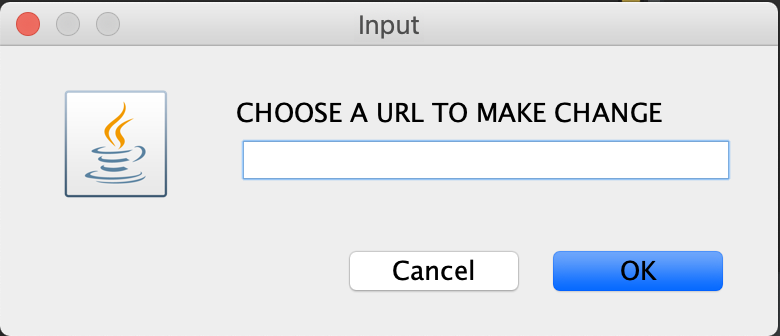 Input
CHOOSE A URL TO MAKE CHANGE
Cancel
OK